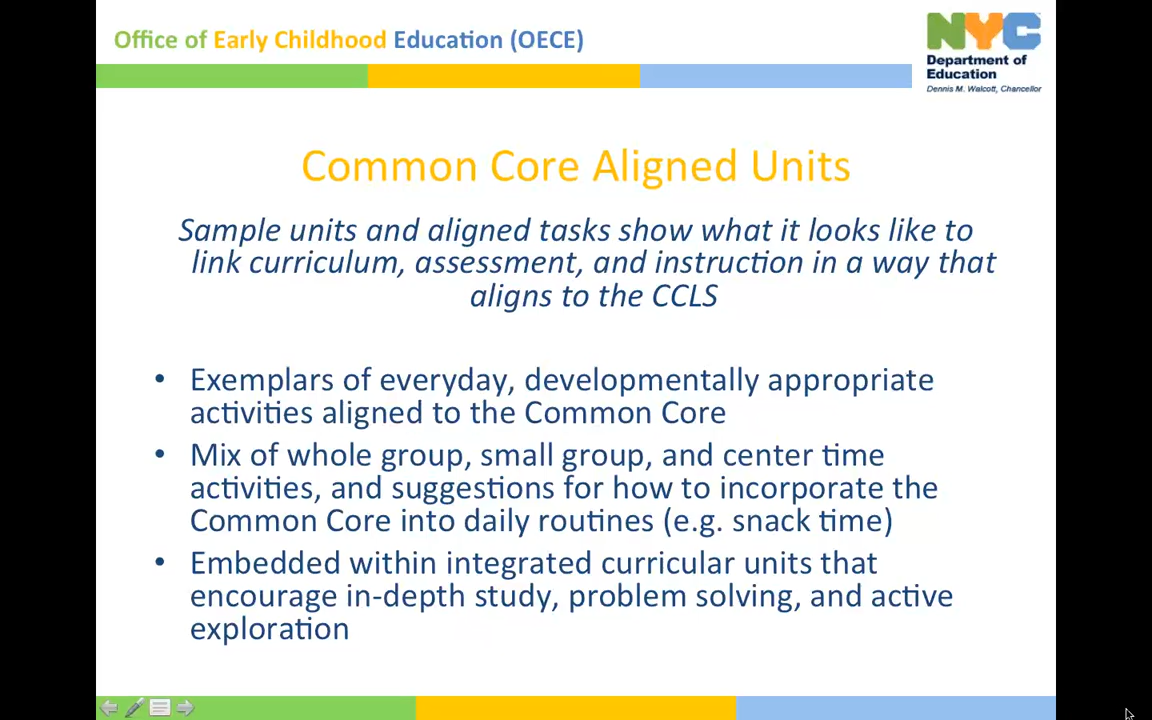 Office of Early Childhood Education (OECE)
NYC
Department of
Education
Dennis M. Walcott, Chancellor
Common Core Aligned Units
Sample units and aligned tasks show what it looks like to
link curriculum, assessment, and instruction in a way that
aligns to the CCLS
• Exemplars of everyday, developmentally appropriate
activities aligned to the Common Core
• Mix of whole group, small group, and center time
activities, and suggestions for how to incorporate the
Common Core into daily routines (e.g. snack time)
• Embedded within integrated curricular units that
encourage in-depth study, problem solving, and active
exploration